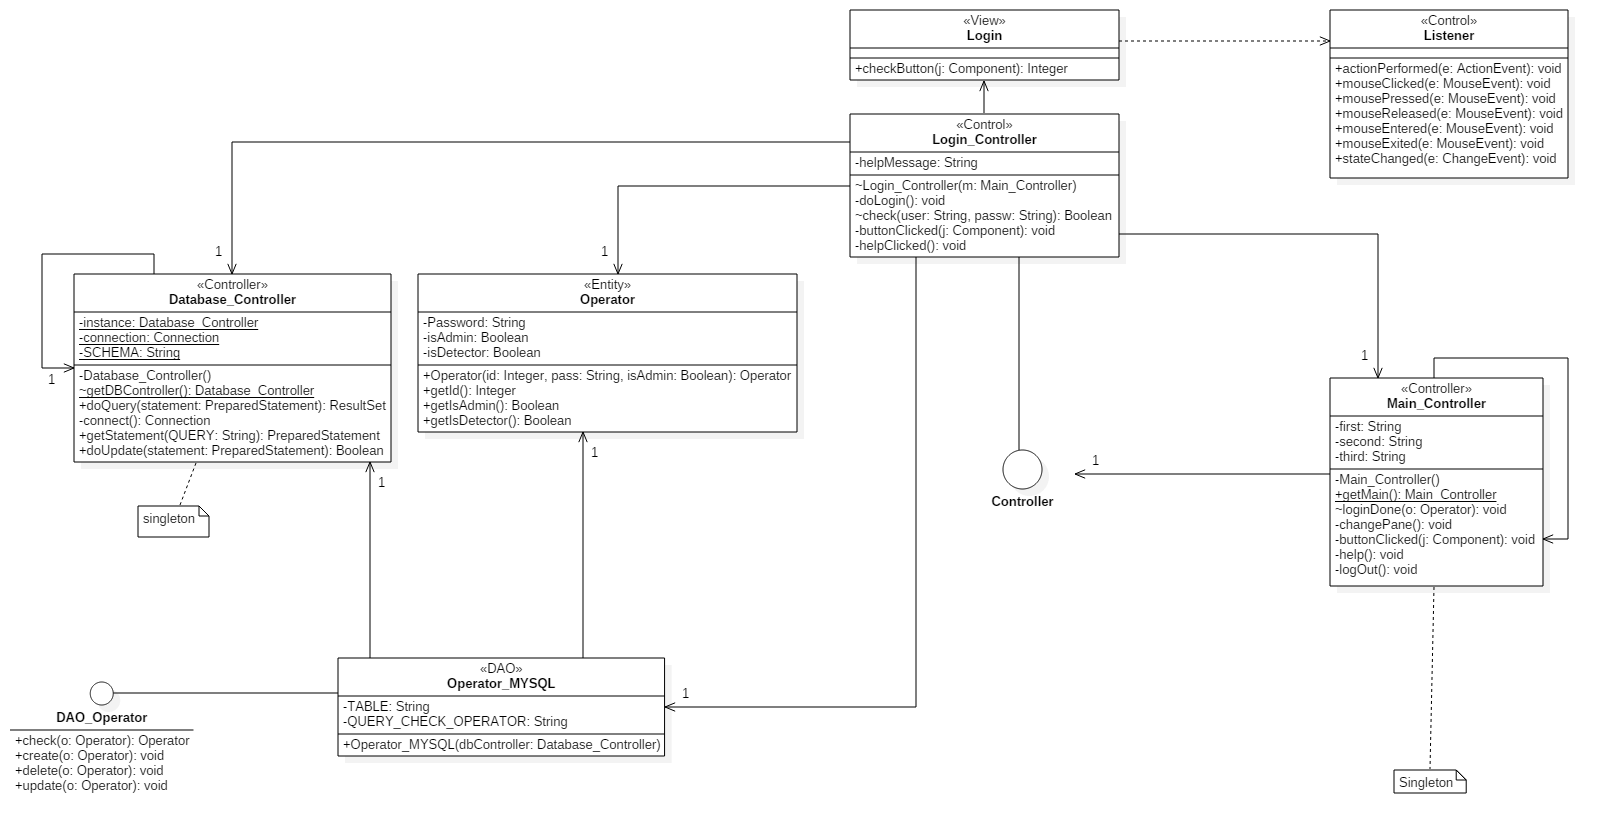 «View»
Login
+checkButton(j: Component): Integer
«Control»
Listener
+actionPerformed(e: ActionEvent): void
+mouseClicked(e: MouseEvent): void
+mousePressed(e: MouseEvent): void
+mouseReleased(e: MouseEvent): void
+mouseEntered(e: MouseEvent): void
+mouseExited(e: MouseEvent): void
+stateChanged(e: ChangeEvent): void
«Control»
Login_Controller
-helpMessage: String
~Login_Controller(m: Main_Controller)
-doLogin(): void
~check(user: String, passw: String): Boolean
-buttonClicked(j: Component): void
-helpClicked(): void
1
1
«Controller»
Database_Controller
-instance: Database_Controller
-connection: Connection
-SCHEMA: String
-Database_Controller()
~getDBController(): Database_Controller
+doQuery(statement: PreparedStatement): ResultSet
-connect(): Connection
+getStatement(QUERY: String): PreparedStatement
+doUpdate(statement: PreparedStatement): Boolean
1
«Entity»
Operator
-Password: String
-isAdmin: Boolean
-isDetector: Boolean
+Operator(id: Integer, pass: String, isAdmin: Boolean): Operator
+getId(): Integer
+getIsAdmin(): Boolean
+getIsDetector(): Boolean
1
«Controller»
Main_Controller
-first: String
-second: String
-third: String
-Main_Controller()
+getMain(): Main_Controller
~loginDone(o: Operator): void
-changePane(): void
-buttonClicked(j: Component): void
-help(): void
-logOut(): void
1
1
1
Controller
singleton
«DAO»
Operator_MYSQL
-TABLE: String
-QUERY_CHECK_OPERATOR: String
+Operator_MYSQL(dbController: Database_Controller)
1
DAO_Operator
+check(o: Operator): Operator
+create(o: Operator): void
+delete(o: Operator): void
+update(o: Operator): void
Singleton